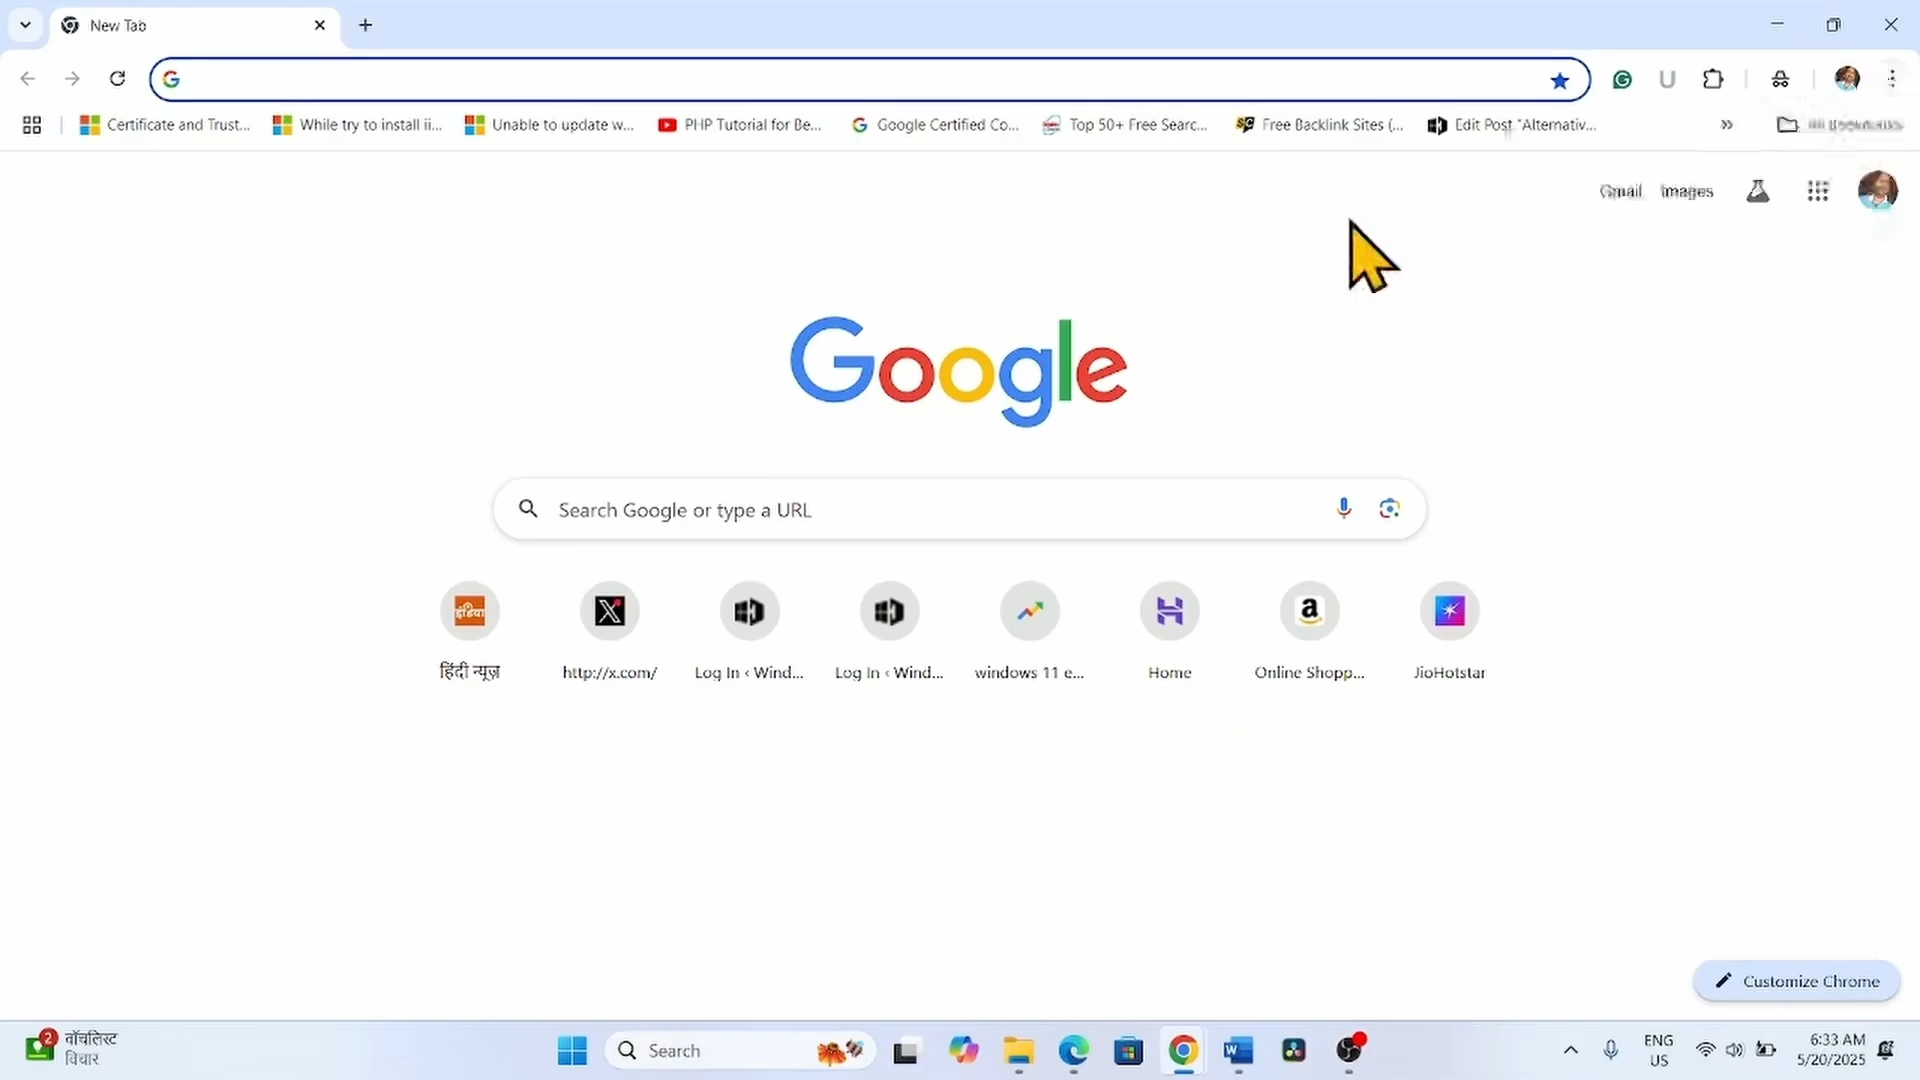 New Tab
Certificate and Trust...
While try to install ii...
Unable to update w...
PHP Tutorial for Be...
Google Certified Co...
Top 50+ Free Searc...
Free Backlink Sites (...
Edit Post "Alternativ...
»
All Bookmarks
Gmail
Images
Google
Search Google or type a URL
हिंदी न्यूज़
http://x.com/
Log In ‹ Wind...
Log In ‹ Wind...
windows 11 e...
Home
Online Shopp...
JioHotstar
Customize Chrome
2
वॉचलिस्ट
विचार
Search
ENG
US
6:33 AM
5/20/2025